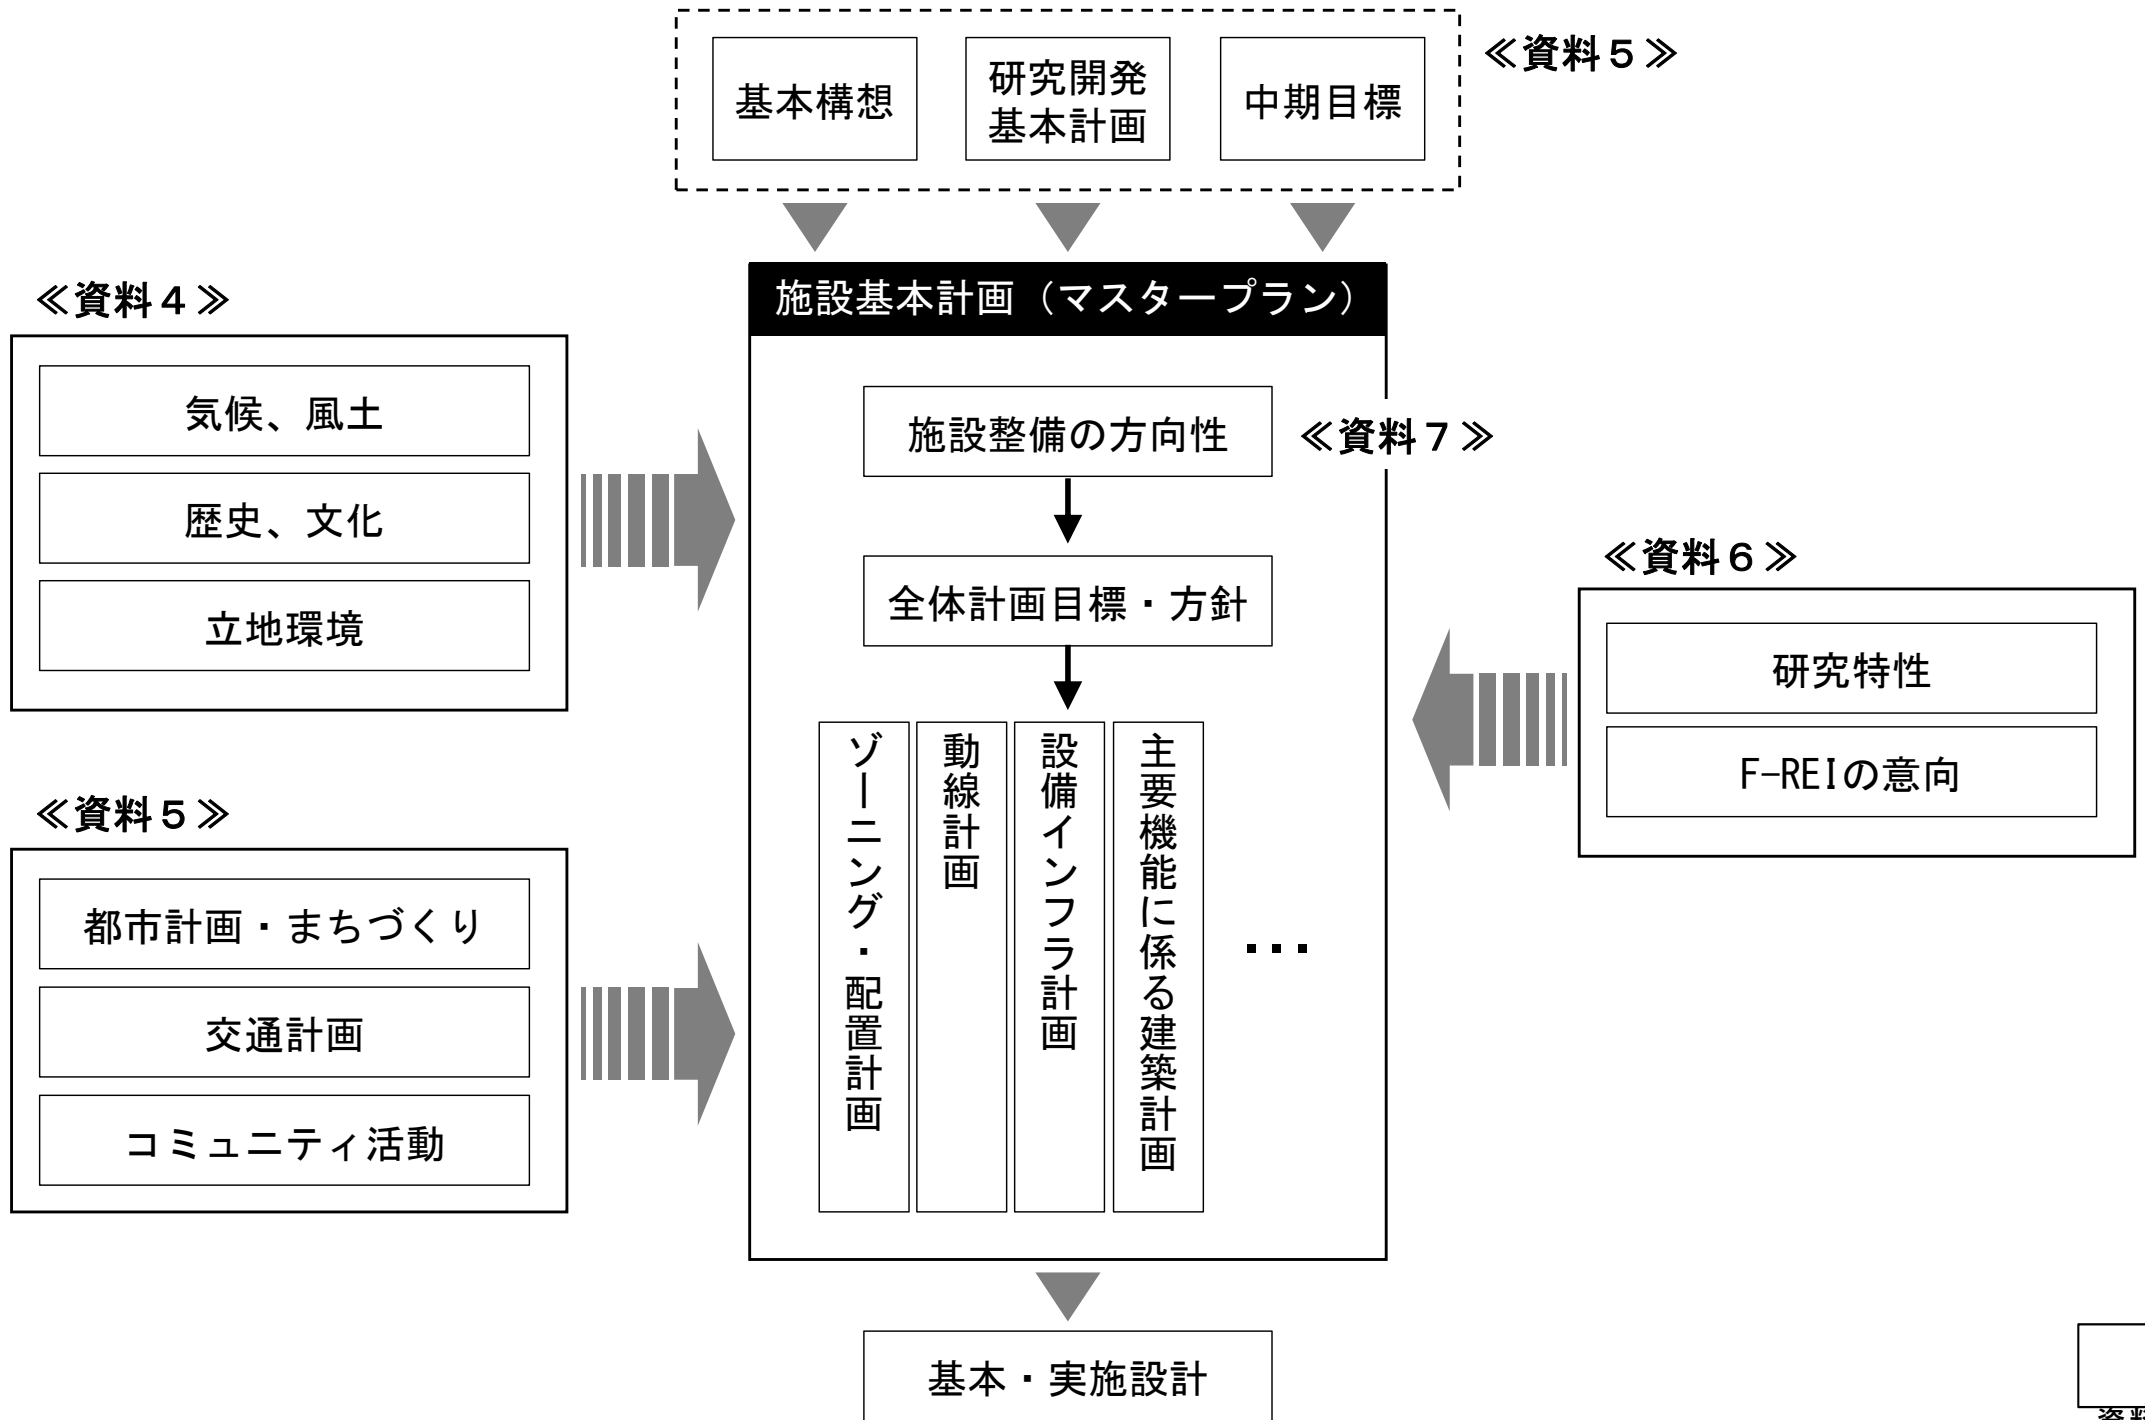 ≪資料５≫
基本構想
研究開発
基本計画
中期目標
施設基本計画（マスタープラン）
≪資料４≫
気候、風土
歴史、文化
立地環境
≪資料５≫
都市計画・まちづくり
交通計画
コミュニティ活動
施設整備の方向性
≪資料７≫
全体計画目標・方針
ゾーニング・配置計画
動線計画
設備インフラ計画
主要機能に係る建築計画
・・・
≪資料６≫
研究特性
F-REIの意向
基本・実施設計